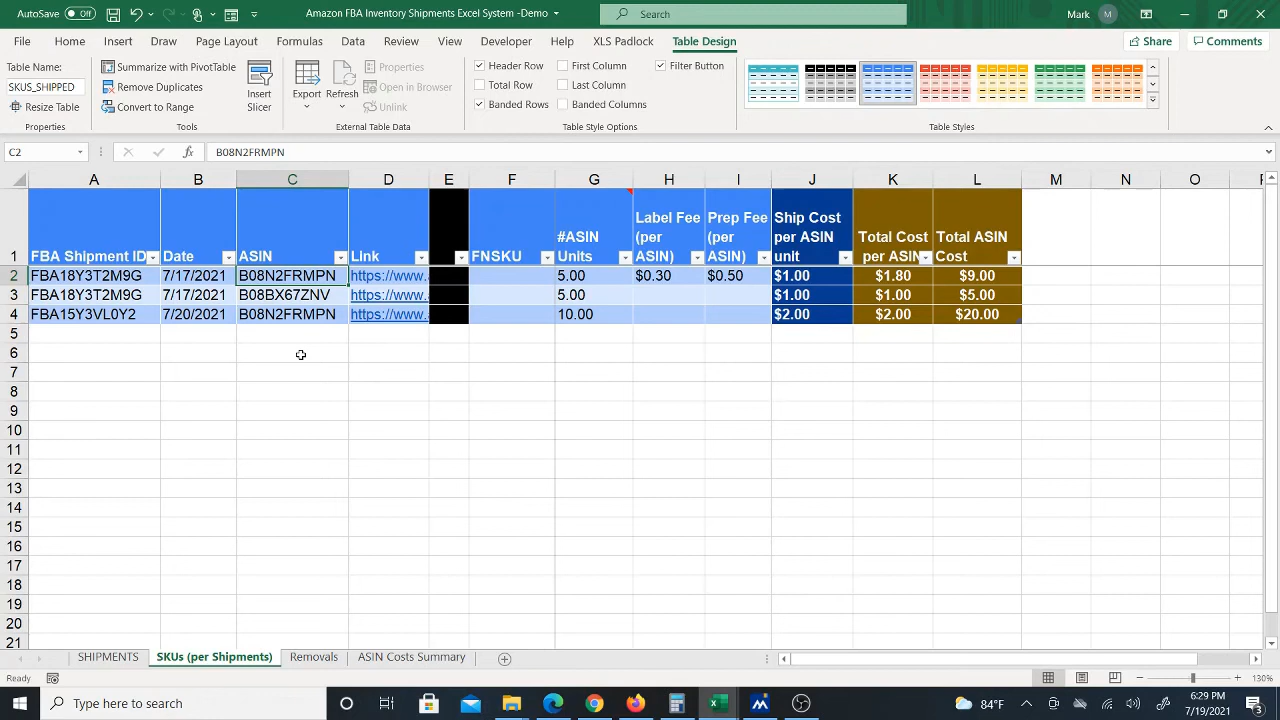 AutoSave Off Amazon FBA Inventory Shipments Excel System -Demo Search Mark M
File Home Insert Draw Page Layout Formulas Data Review View Developer Help XLS Padlock Table Design Share Comments
Table Name: Summarize with PivotTable Properties Header Row First Column Filter Button
SKUS_SHIPPED Remove Duplicates Insert Slicer Export Refresh Open in Browser Total Row Last Column
Resize Table Convert to Range Unlink Banded Rows Banded Columns
Properties Tools External Table Data Table Style Options Table Styles
C2 fx B08N2FRMPN
A B C D E F G H I J K L M N O
1 FBA Shipment ID Date ASIN Link FNSKU #ASIN Units Label Fee (per ASIN) Prep Fee (per ASIN) Ship Cost per ASIN unit Total Cost per ASIN Total ASIN Cost
2 FBA18Y3T2M9G 7/17/2021 B08N2FRMPN https://www. 5.00 $0.30 $0.50 $1.00 $1.80 $9.00
3 FBA18Y3T2M9G 7/17/2021 B08BX67ZNV https://www. 5.00 $1.00 $1.00 $5.00
4 FBA15Y3VL0Y2 7/20/2021 B08N2FRMPN https://www. 10.00 $2.00 $2.00 $20.00
5
6
7
8
9
10
11
12
13
14
15
16
17
18
19
20
21
SHIPMENTS SKUs (per Shipments) Removals ASIN Costs Summary
Ready 130%
Type here to search 84°F 6:29 PM
7/19/2021